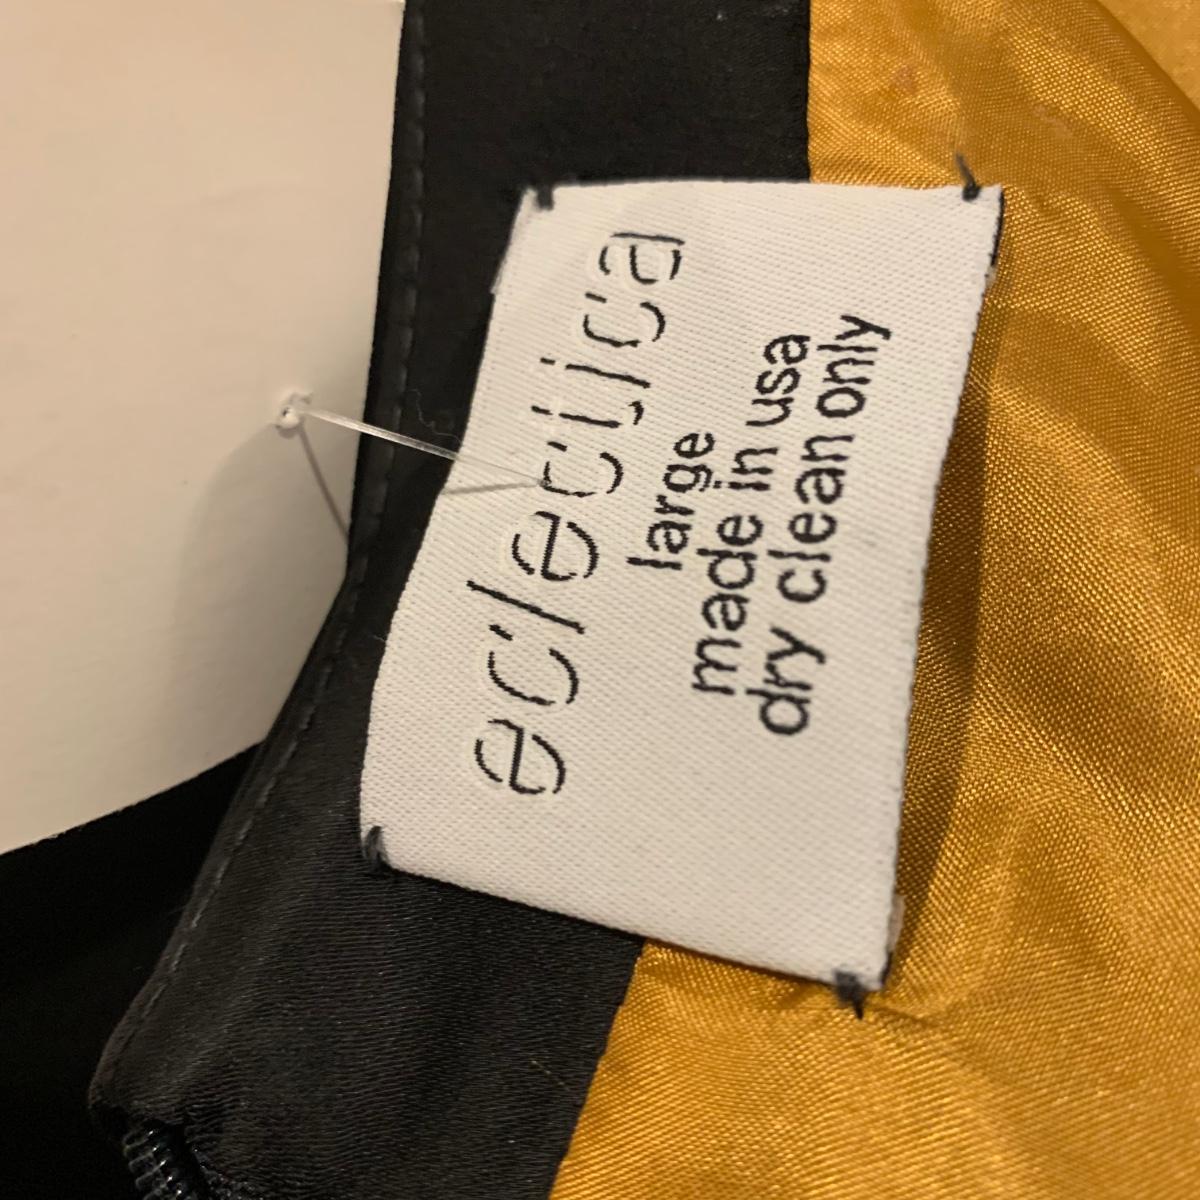 eclectica
large
made in usa
dry clean only